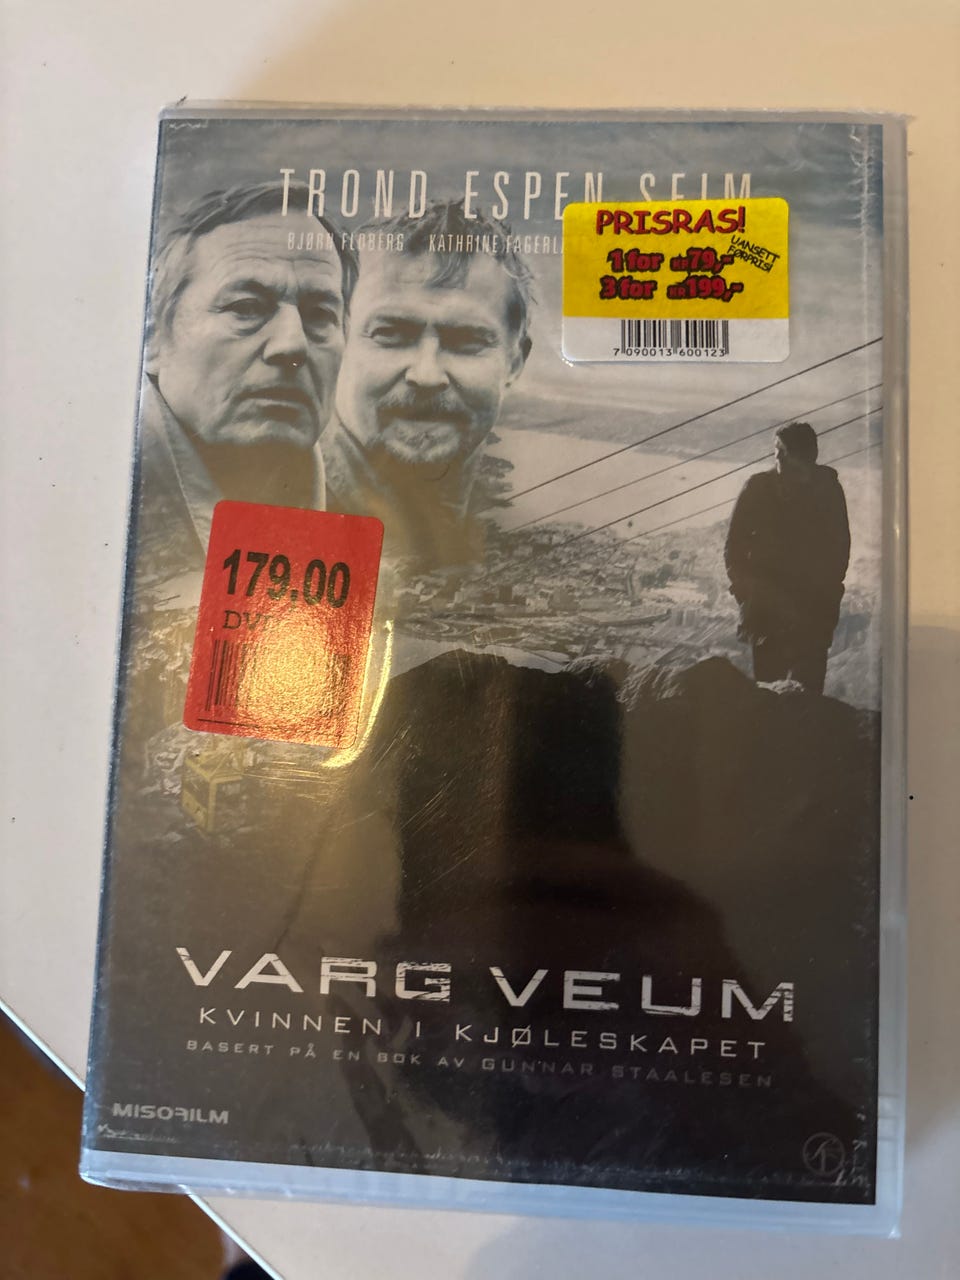 TROND ESPEN SEIM
BJØRN FLOBERG KATHRINE
PRISRAS!
1 for KR 79,-
UANSETT
FØRPRIS!
3 for KR 199,-
7 090013 600123
179,00
VARG VEUM
KVINNEN I KJØLESKAPET
BASERT PÅ EN BOK AV GUNNAR STAALESEN
MISOFILM